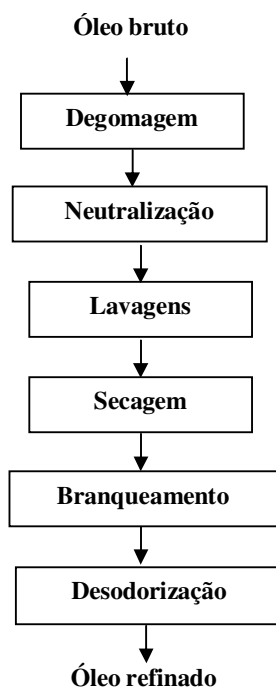 Óleo bruto
Degomagem
Neutralização
Lavagens
Secagem
Branqueamento
Desodorização
Óleo refinado